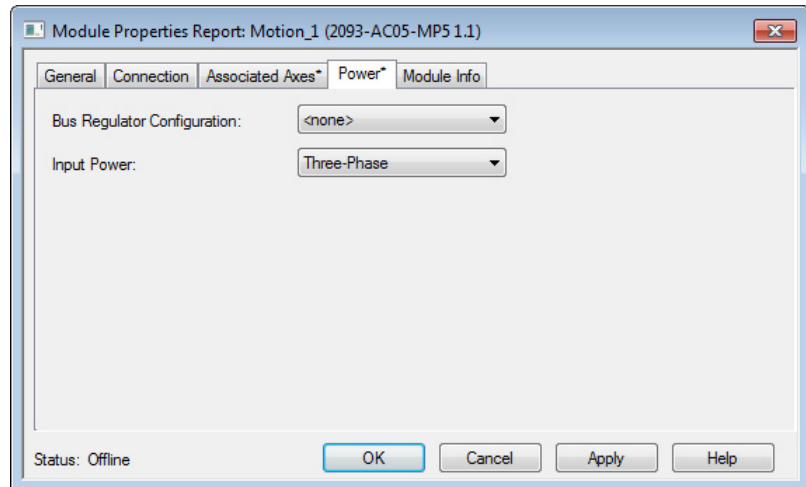 Module Properties Report: Motion_1 (2093-AC05-MP5 1.1)
General Connection Associated Axes* Power* Module Info
Bus Regulator Configuration: <none>
Input Power: Three-Phase
Status: Offline OK Cancel Apply Help